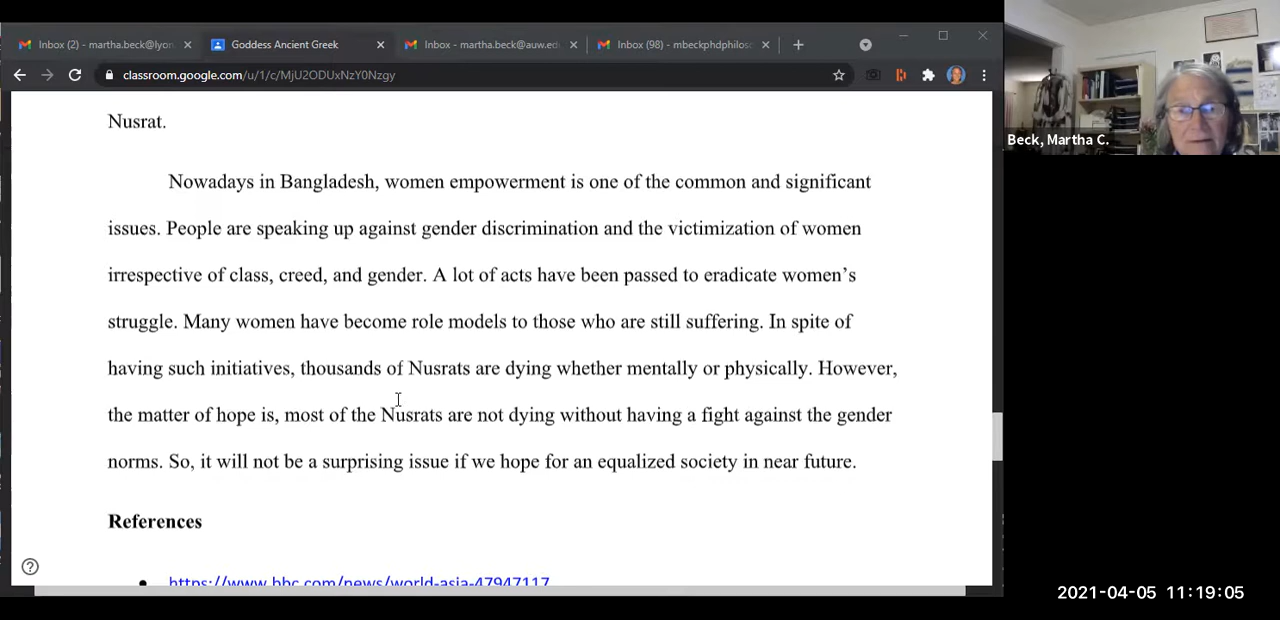 Inbox (2) - martha.beck@lyon
Goddess Ancient Greek
Inbox - martha.beck@auw.ed
Inbox (98) - mbeckphdphilos
classroom.google.com/u/1/c/MjU2ODUxNzY0Nzgy
Beck, Martha C.
Nusrat.
Nowadays in Bangladesh, women empowerment is one of the common and significant
issues. People are speaking up against gender discrimination and the victimization of women
irrespective of class, creed, and gender. A lot of acts have been passed to eradicate women's
struggle. Many women have become role models to those who are still suffering. In spite of
having such initiatives, thousands of Nusrats are dying whether mentally or physically. However,
the matter of hope is, most of the Nusrats are not dying without having a fight against the gender
norms. So, it will not be a surprising issue if we hope for an equalized society in near future.
References
https://www.bbc.com/news/world-asia-47947117
2021-04-05 11:19:05